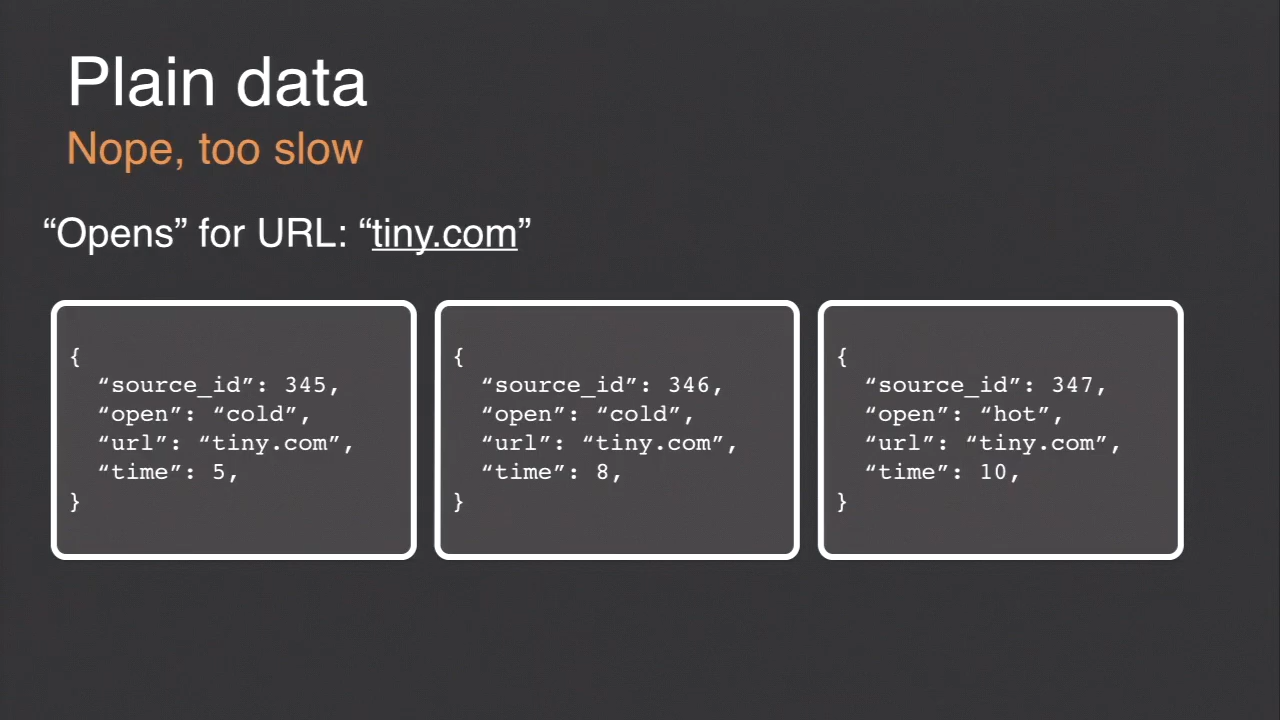 Plain data
Nope, too slow
“Opens” for URL: “tiny.com”
{
“source_id”: 345,
“open”: “cold”,
“url”: “tiny.com”,
“time”: 5,
}
{
“source_id”: 346,
“open”: “cold”,
“url”: “tiny.com”,
“time”: 8,
}
{
“source_id”: 347,
“open”: “hot”,
“url”: “tiny.com”,
“time”: 10,
}